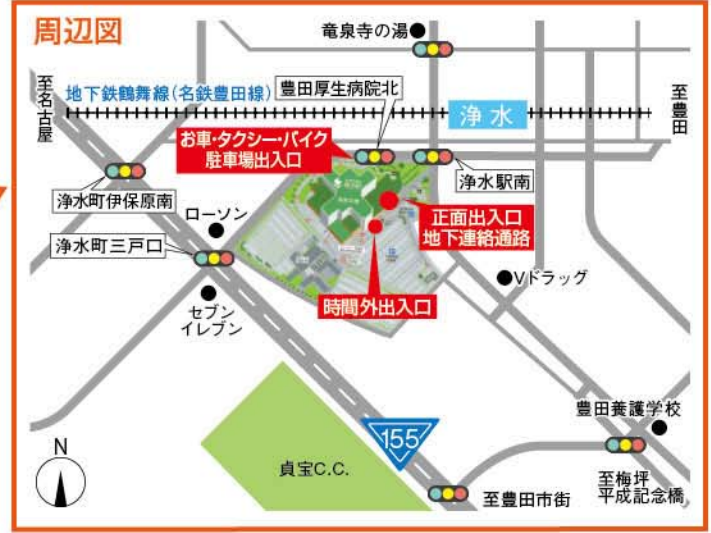 周辺図
竜泉寺の湯
至名古屋
地下鉄鶴舞線(名鉄豊田線)
豊田厚生病院北
至豊田
浄水
お車・タクシー・バイク
駐車場出入口
浄水駅南
浄水町伊保原南
ローソン
正面出入口
地下連絡通路
浄水町三戸口
Vドラッグ
セブン
イレブン
時間外出入口
豊田養護学校
155
N
貞宝C.C.
至梅坪
平成記念橋
至豊田市街